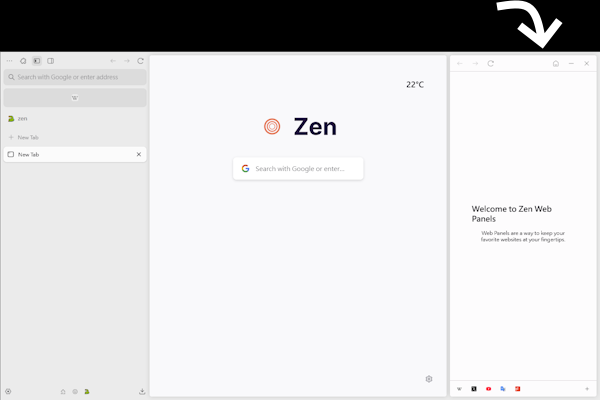 Search with Google or enter address
W
zen
New Tab
New Tab
22°C
Zen
G Search with Google or enter...
Welcome to Zen Web
Panels
Web Panels are a way to keep your
favorite websites at your fingertips.
W